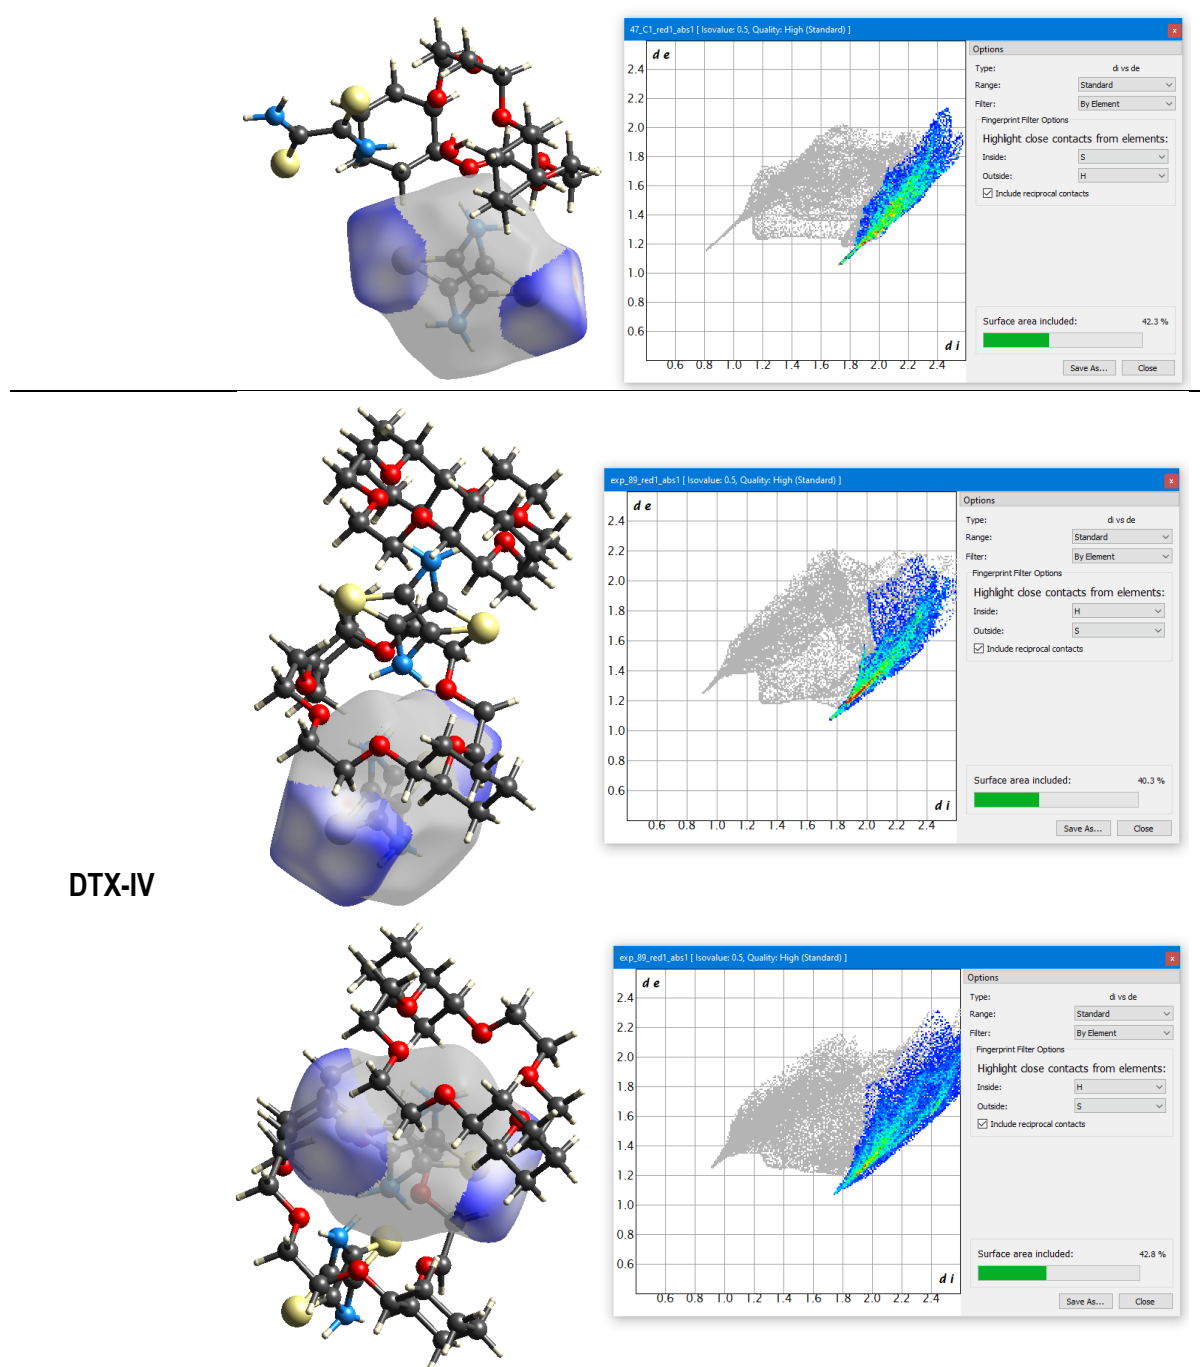 47_C1_red1_abs1 [ Isovalue: 0.5, Quality: High (Standard) ]
x
d e
2.4
2.2
2.0
1.8
1.6
1.4
1.2
1.0
0.8
0.6
d i
0.6 0.8 1.0 1.2 1.4 1.6 1.8 2.0 2.2 2.4
Options
Type: di vs de
Range: Standard
Filter: By Element
Fingerprint Filter Options
Highlight close contacts from elements:
Inside: S
Outside: H
Include reciprocal contacts
Surface area included: 42.3 %
Save As... Close
DTX-IV
exp_89_red1_abs1 [ Isovalue: 0.5, Quality: High (Standard) ]
x
d e
2.4
2.2
2.0
1.8
1.6
1.4
1.2
1.0
0.8
0.6
d i
0.6 0.8 1.0 1.2 1.4 1.6 1.8 2.0 2.2 2.4
Options
Type: di vs de
Range: Standard
Filter: By Element
Fingerprint Filter Options
Highlight close contacts from elements:
Inside: H
Outside: S
Include reciprocal contacts
Surface area included: 40.3 %
Save As... Close
exp_89_red1_abs1 [ Isovalue: 0.5, Quality: High (Standard) ]
x
d e
2.4
2.2
2.0
1.8
1.6
1.4
1.2
1.0
0.8
0.6
d i
0.6 0.8 1.0 1.2 1.4 1.6 1.8 2.0 2.2 2.4
Options
Type: di vs de
Range: Standard
Filter: By Element
Fingerprint Filter Options
Highlight close contacts from elements:
Inside: H
Outside: S
Include reciprocal contacts
Surface area included: 42.8 %
Save As... Close